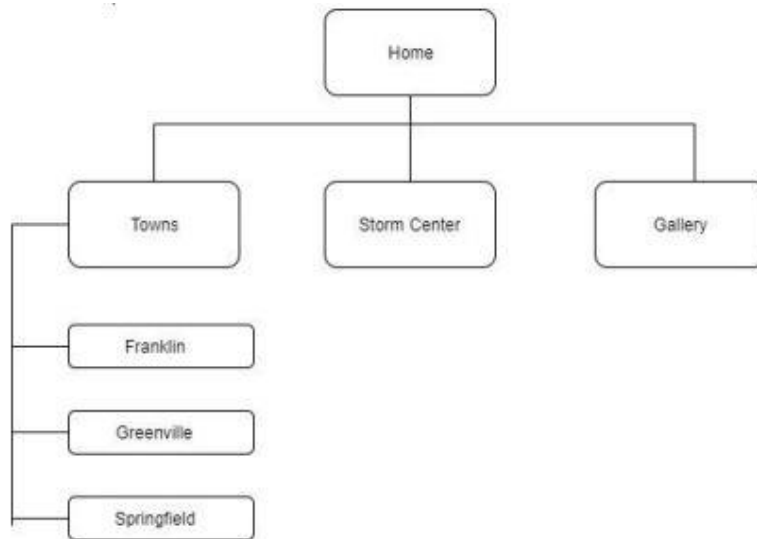 Home
Towns
Storm Center
Gallery
Franklin
Greenville
Springfield